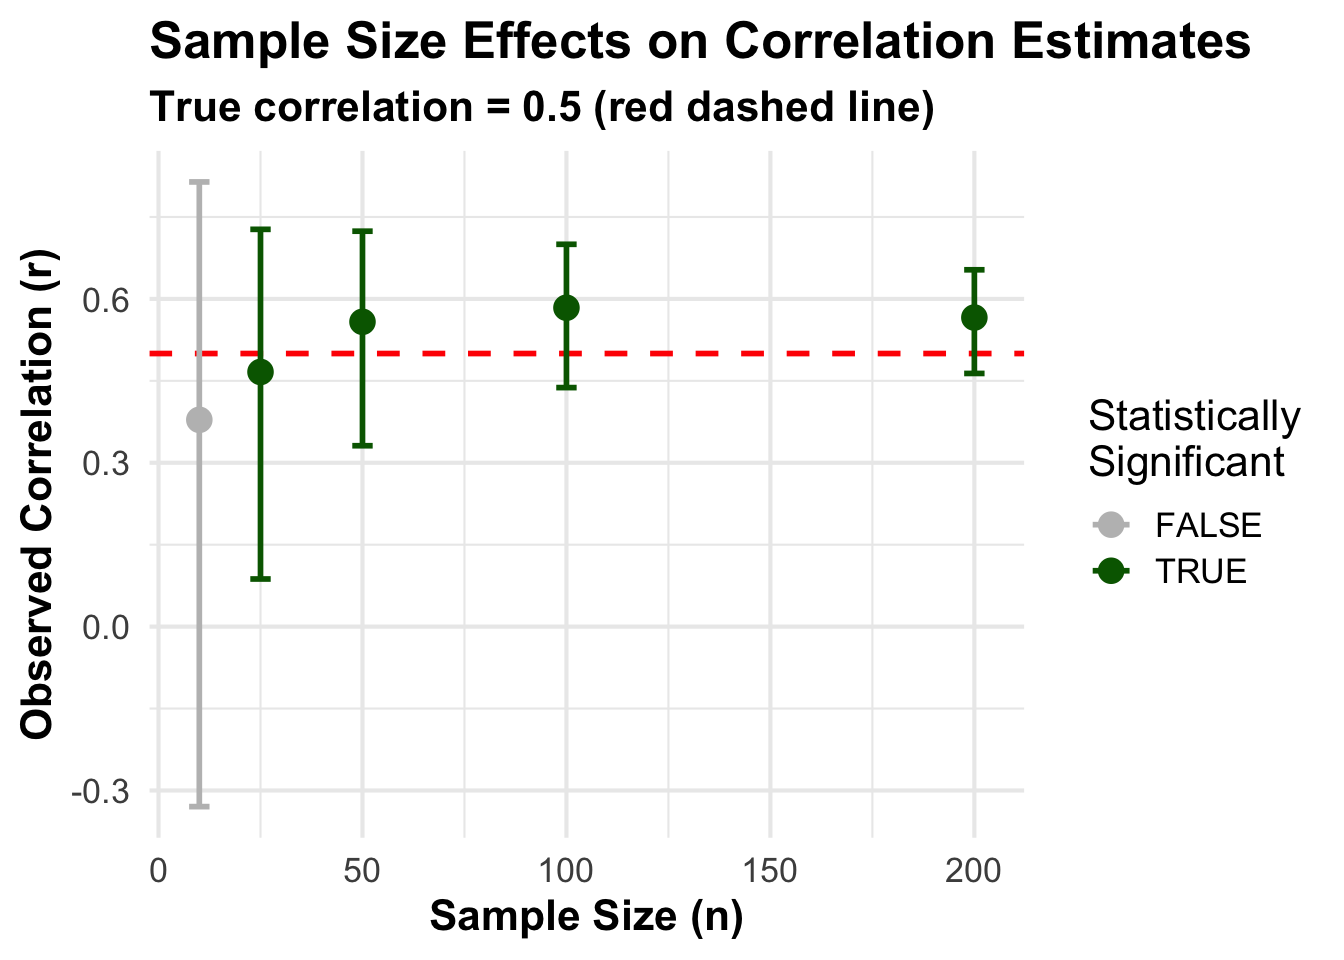 Sample Size Effects on Correlation Estimates
True correlation = 0.5 (red dashed line)
Observed Correlation (r)
0.6
0.3
0.0
-0.3
0
50
100
150
200
Sample Size (n)
Statistically
Significant
FALSE
TRUE